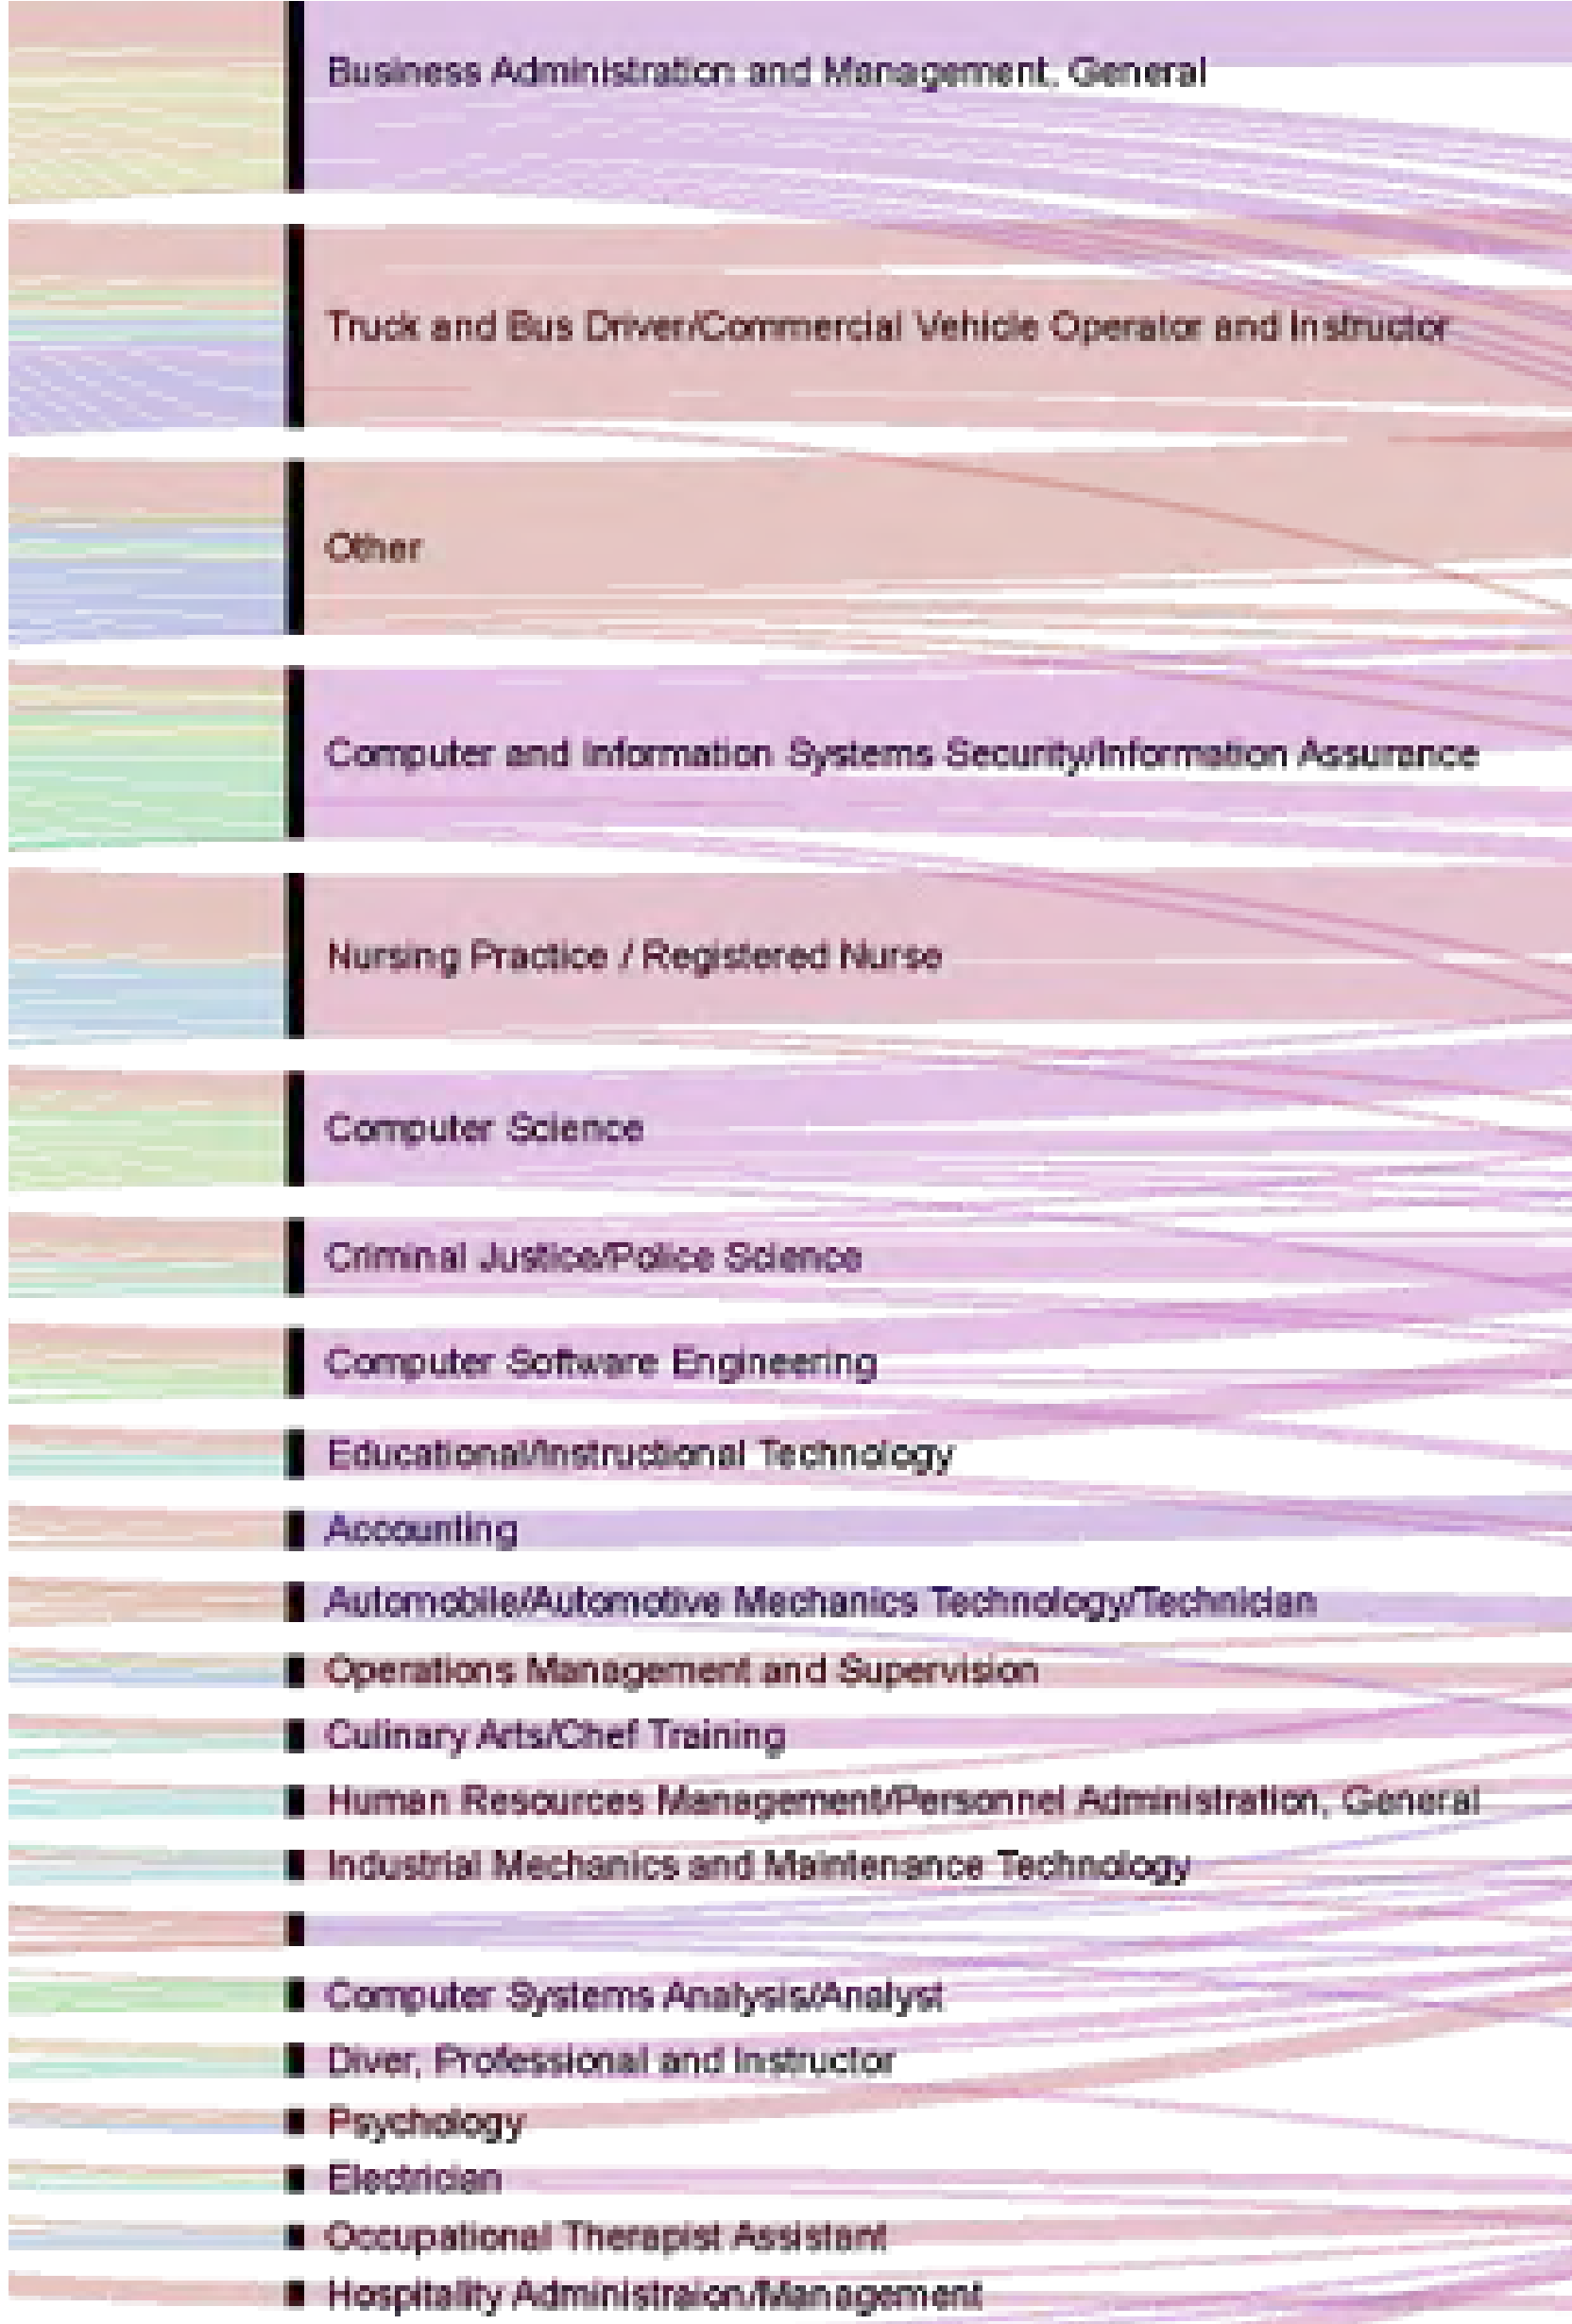 Business Administration and Management, General
Truck and Bus Driver/Commercial Vehicle Operator and Instructor
Other
Computer and Information Systems Security/Information Assurance
Nursing Practice / Registered Nurse
Computer Science
Criminal Justice/Police Science
Computer Software Engineering
Educational/Instructional Technology
Accounting
Automobile/Automotive Mechanics Technology/Technician
Operations Management and Supervision
Culinary Arts/Chef Training
Human Resources Management/Personnel Administration, General
Industrial Mechanics and Maintenance Technology
Computer Systems Analysis/Analyst
Diver, Professional and Instructor
Psychology
Electrician
Occupational Therapist Assistant
Hospitality Administraion/Management